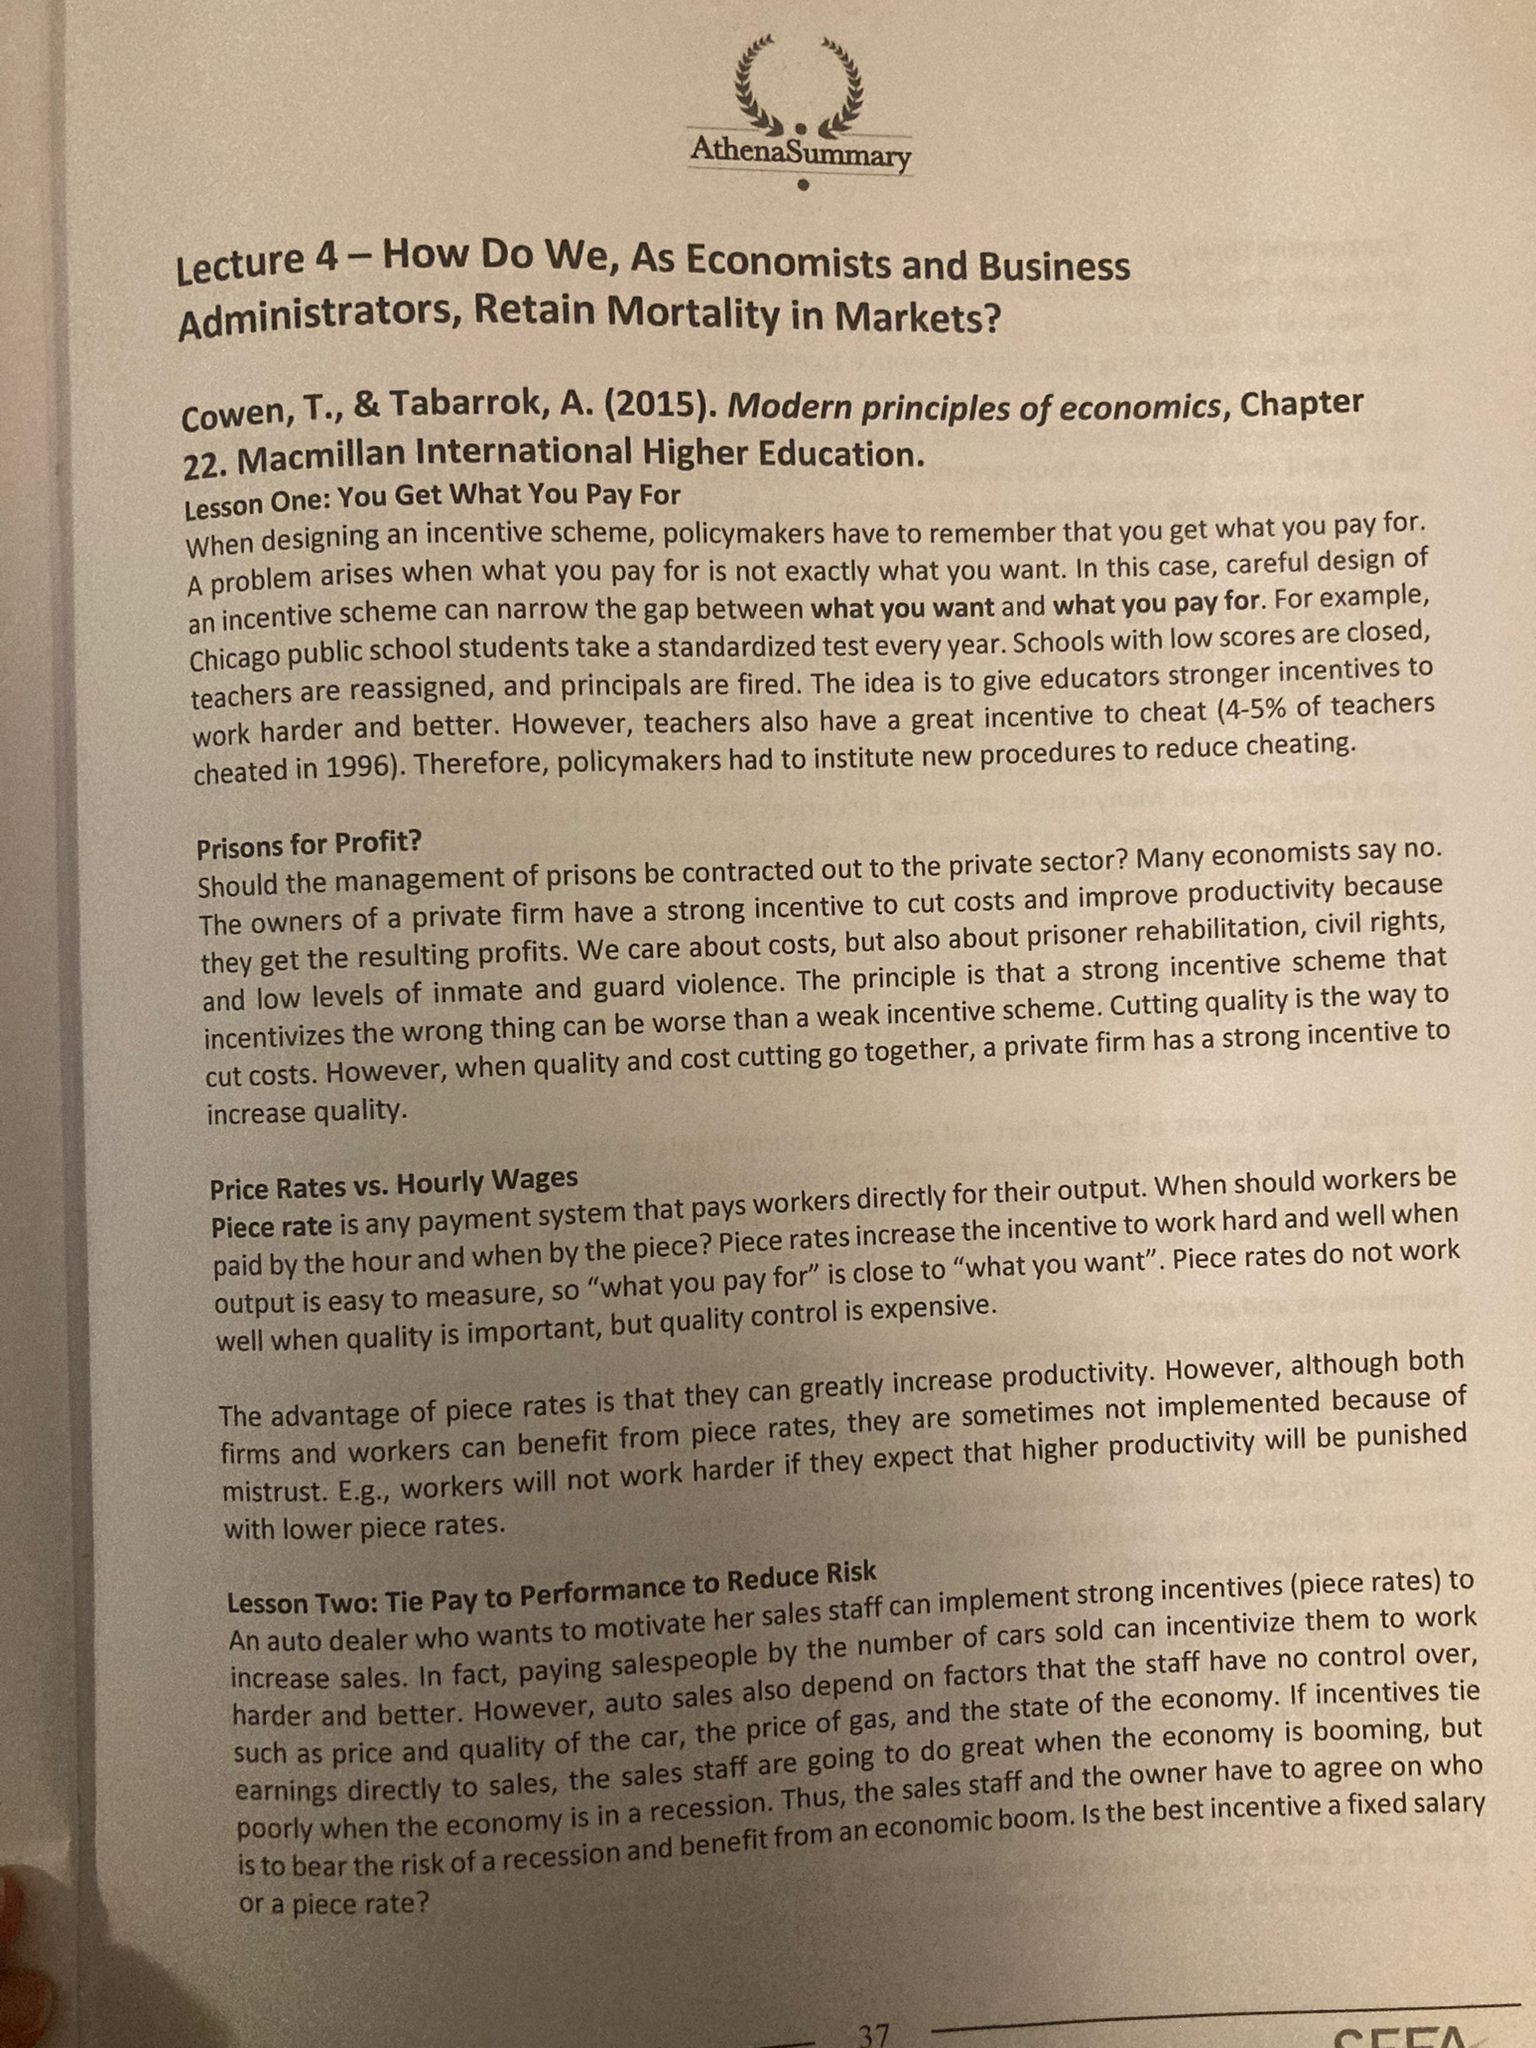 AthenaSummary
Lecture 4 – How Do We, As Economists and Business
Administrators, Retain Mortality in Markets?
Cowen, T., & Tabarrok, A. (2015). Modern principles of economics, Chapter
22. Macmillan International Higher Education.
Lesson One: You Get What You Pay For
When designing an incentive scheme, policymakers have to remember that you get what you pay for.
A problem arises when what you pay for is not exactly what you want. In this case, careful design of
an incentive scheme can narrow the gap between what you want and what you pay for. For example,
Chicago public school students take a standardized test every year. Schools with low scores are closed,
teachers are reassigned, and principals are fired. The idea is to give educators stronger incentives to
work harder and better. However, teachers also have a great incentive to cheat (4-5% of teachers
cheated in 1996). Therefore, policymakers had to institute new procedures to reduce cheating.
Prisons for Profit?
Should the management of prisons be contracted out to the private sector? Many economists say no.
The owners of a private firm have a strong incentive to cut costs and improve productivity because
they get the resulting profits. We care about costs, but also about prisoner rehabilitation, civil rights,
and low levels of inmate and guard violence. The principle is that a strong incentive scheme that
incentivizes the wrong thing can be worse than a weak incentive scheme. Cutting quality is the way to
cut costs. However, when quality and cost cutting go together, a private firm has a strong incentive to
increase quality.
Price Rates vs. Hourly Wages
Piece rate is any payment system that pays workers directly for their output. When should workers be
paid by the hour and when by the piece? Piece rates increase the incentive to work hard and well when
output is easy to measure, so “what you pay for” is close to “what you want”. Piece rates do not work
well when quality is important, but quality control is expensive.
The advantage of piece rates is that they can greatly increase productivity. However, although both
firms and workers can benefit from piece rates, they are sometimes not implemented because of
mistrust. E.g., workers will not work harder if they expect that higher productivity will be punished
with lower piece rates.
Lesson Two: Tie Pay to Performance to Reduce Risk
An auto dealer who wants to motivate her sales staff can implement strong incentives (piece rates) to
increase sales. In fact, paying salespeople by the number of cars sold can incentivize them to work
harder and better. However, auto sales also depend on factors that the staff have no control over,
such as price and quality of the car, the price of gas, and the state of the economy. If incentives tie
earnings directly to sales, the sales staff are going to do great when the economy is booming, but
poorly when the economy is in a recession. Thus, the sales staff and the owner have to agree on who
is to bear the risk of a recession and benefit from an economic boom. Is the best incentive a fixed salary
or a piece rate?
37